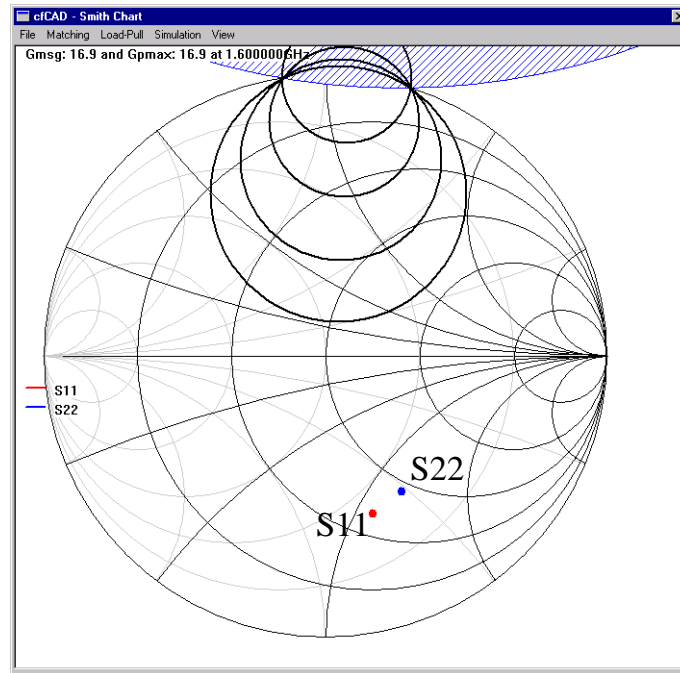 cfCAD - Smith Chart
File Matching Load-Pull Simulation View
Gmsg: 16.9 and Gpmax: 16.9 at 1.600000GHz
S11
S22
S22
S11